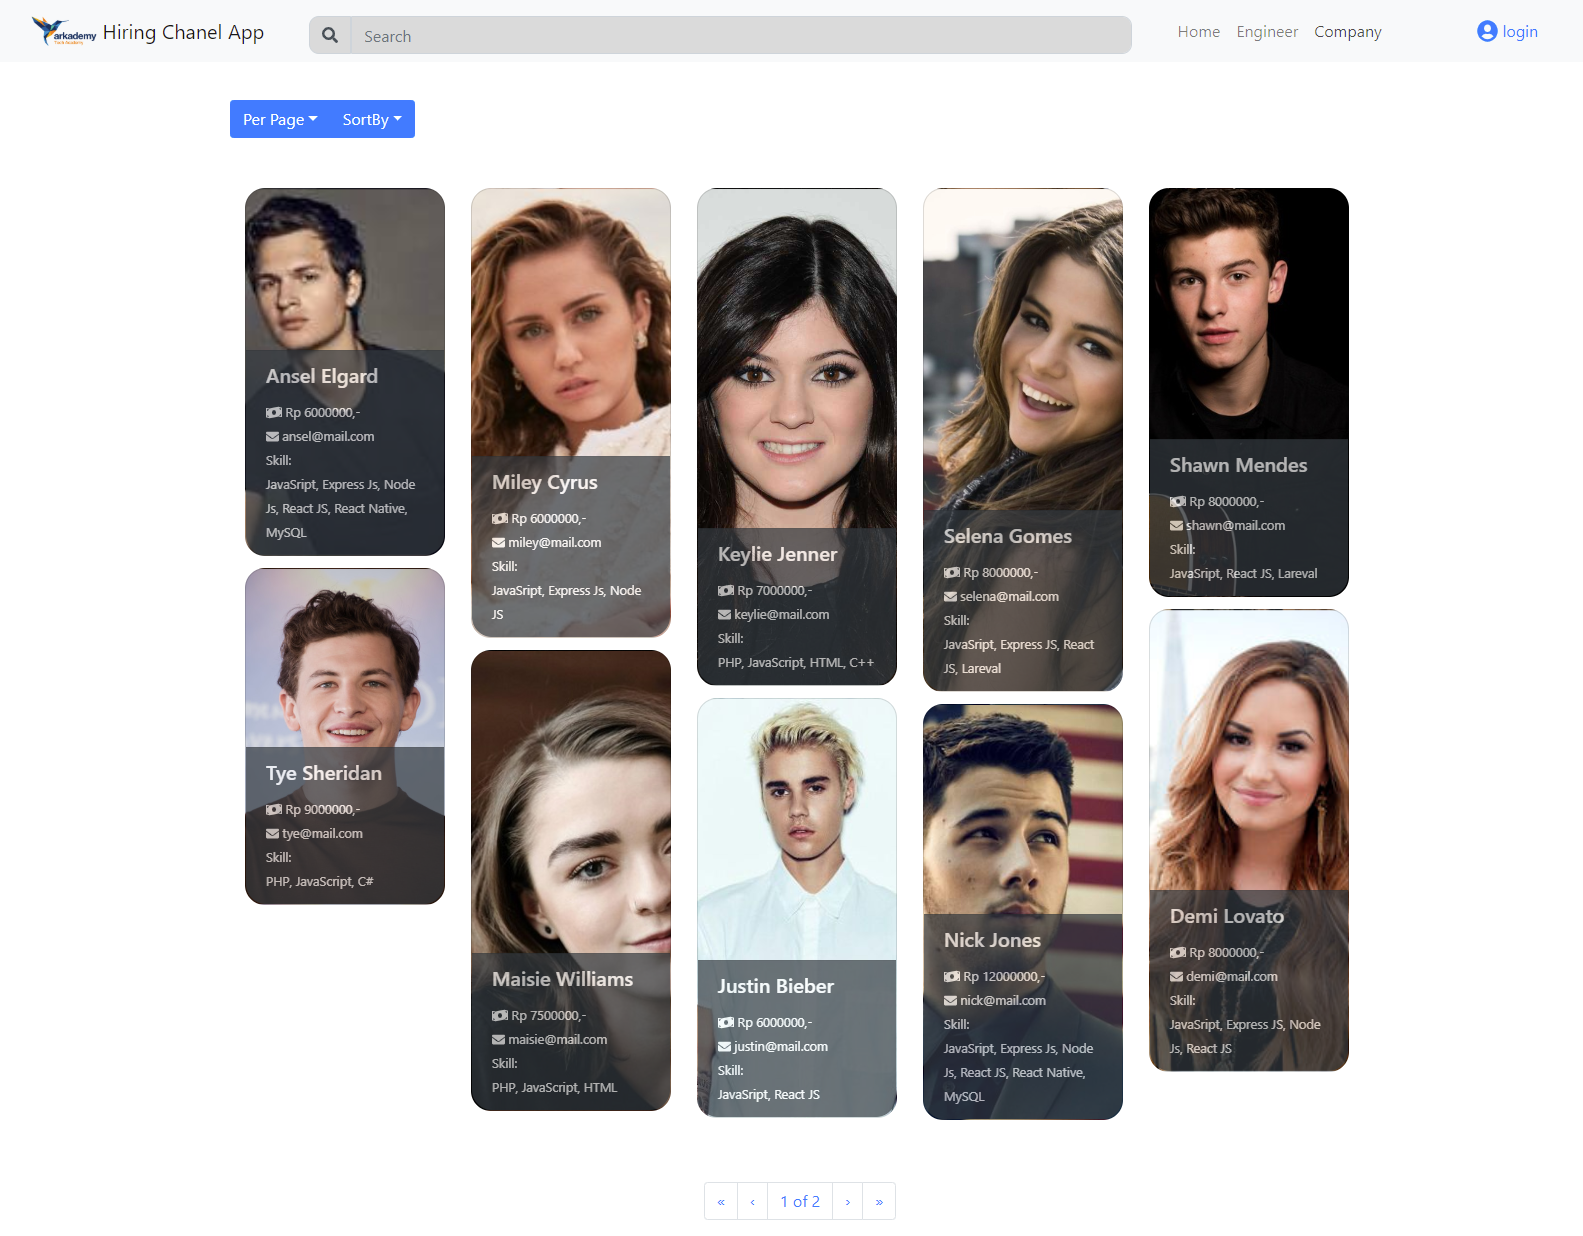 arkademy
Hiring Chanel App
Search
Home Engineer Company
login
Per Page SortBy
Ansel Elgard
Rp 6000000,-
ansel@mail.com
Skill:
JavaSript, Express Js, Node
Js, React JS, React Native,
MySQL
Miley Cyrus
Rp 6000000,-
miley@mail.com
Skill:
JavaSript, Express Js, Node
JS
Keylie Jenner
Rp 7000000,-
keylie@mail.com
Skill:
PHP, JavaScript, HTML, C++
Selena Gomes
Rp 8000000,-
selena@mail.com
Skill:
JavaSript, Express JS, React
JS, Lareval
Shawn Mendes
Rp 8000000,-
shawn@mail.com
Skill:
JavaSript, React JS, Lareval
Tye Sheridan
Rp 9000000,-
tye@mail.com
Skill:
PHP, JavaScript, C#
Maisie Williams
Rp 7500000,-
maisie@mail.com
Skill:
PHP, JavaScript, HTML
Justin Bieber
Rp 6000000,-
justin@mail.com
Skill:
JavaSript, React JS
Nick Jones
Rp 12000000,-
nick@mail.com
Skill:
JavaSript, Express Js, Node
Js, React JS, React Native,
MySQL
Demi Lovato
Rp 8000000,-
demi@mail.com
Skill:
JavaSript, Express JS, Node
Js, React JS
« ‹ 1 of 2 › »